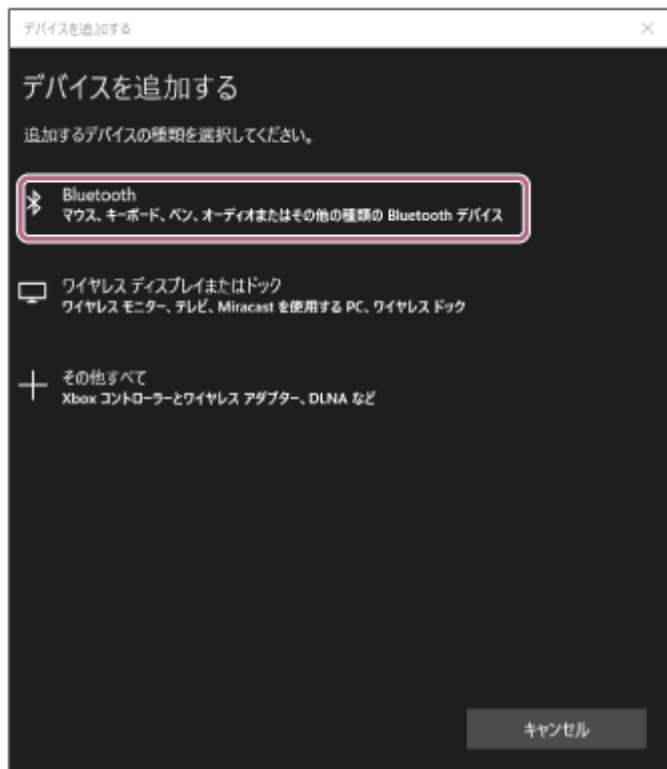 デバイスを追加する
デバイスを追加する
追加するデバイスの種類を選択してください。
Bluetooth
マウス、キーボード、ペン、オーディオまたはその他の種類の Bluetooth デバイス
ワイヤレス ディスプレイまたはドック
ワイヤレス モニター、テレビ、Miracast を使用する PC、ワイヤレス ドック
その他すべて
Xbox コントローラーとワイヤレス アダプター、DLNA など
キャンセル